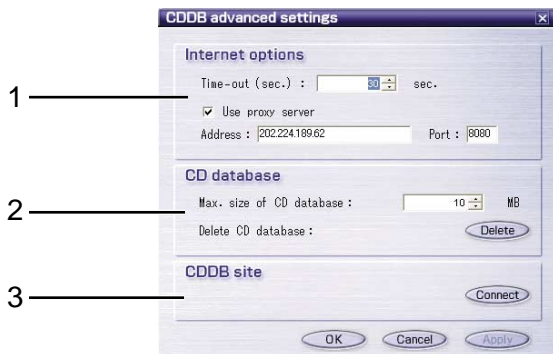 CDDB advanced settings
Internet options
Time-out (sec.) : 30 sec.
Use proxy server
Address : 202.224.189.62 Port : 8080
1
CD database
Max. size of CD database : 10 MB
Delete CD database : Delete
2
CDDB site
Connect
3
OK Cancel Apply